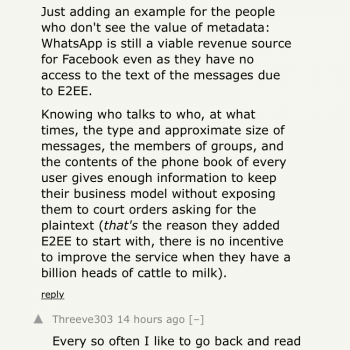 Just adding an example for the people
who don't see the value of metadata:
WhatsApp is still a viable revenue source
for Facebook even as they have no
access to the text of the messages due
to E2EE.
Knowing who talks to who, at what
times, the type and approximate size of
messages, the members of groups, and
the contents of the phone book of every
user gives enough information to keep
their business model without exposing
them to court orders asking for the
plaintext (that's the reason they added
E2EE to start with, there is no incentive
to improve the service when they have a
billion heads of cattle to milk).
reply
Threeve303 14 hours ago [–]
Every so often I like to go back and read